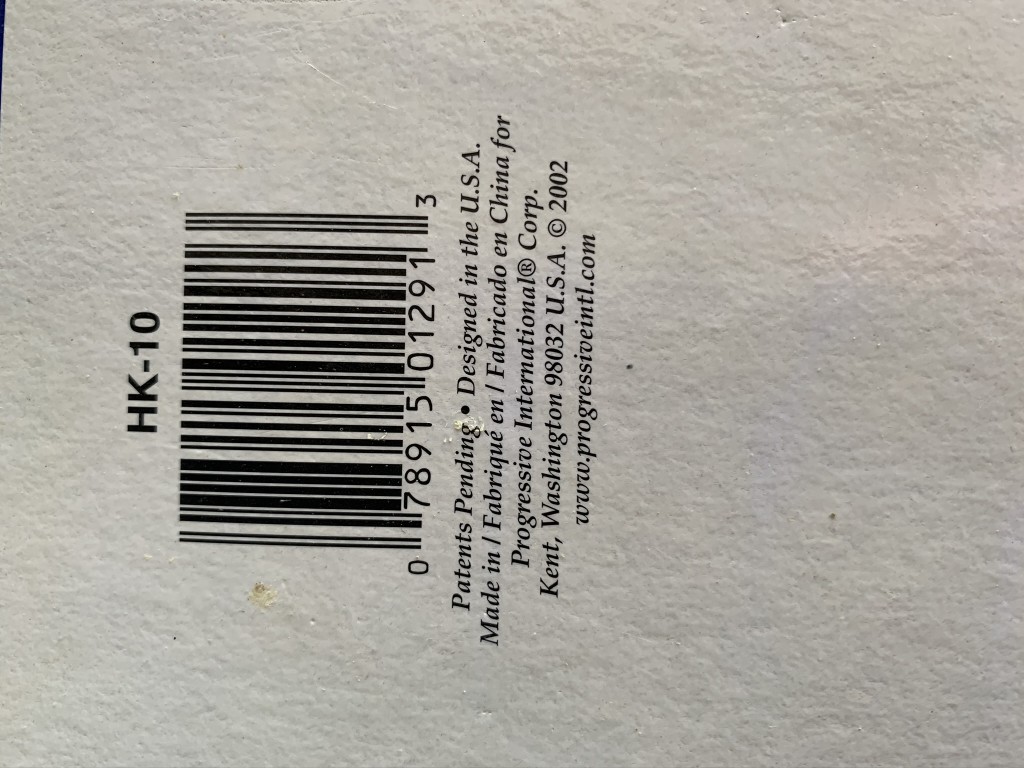 HK-10
0 78915 01291 3
Patents Pending • Designed in the U.S.A.
Made in / Fabriqué en / Fabricado en China for
Progressive International® Corp.
Kent, Washington 98032 U.S.A. © 2002
www.progressiveintl.com